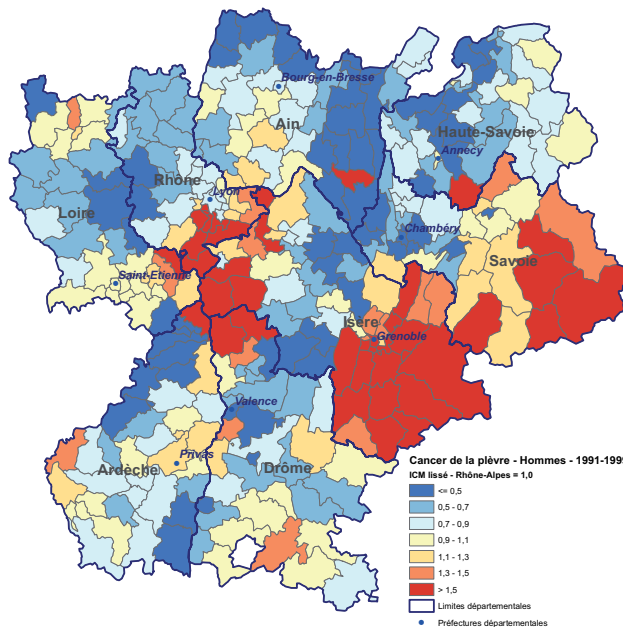 Bourg-en-Bresse
Ain
Haute-Savoie
Annecy
Rhône
Lyon
Loire
Chambéry
Savoie
Saint-Etienne
Isère
Grenoble
Valence
Privas
Ardèche
Drôme
Cancer de la plèvre - Hommes - 1991-199
CM lissé - Rhône-Alpes = 1,0
<= 0,5
0,5 - 0,7
0,7 - 0,9
0,9 - 1,1
1,1 - 1,3
1,3 - 1,5
> 1,5
Limites départementales
Préfectures départementales